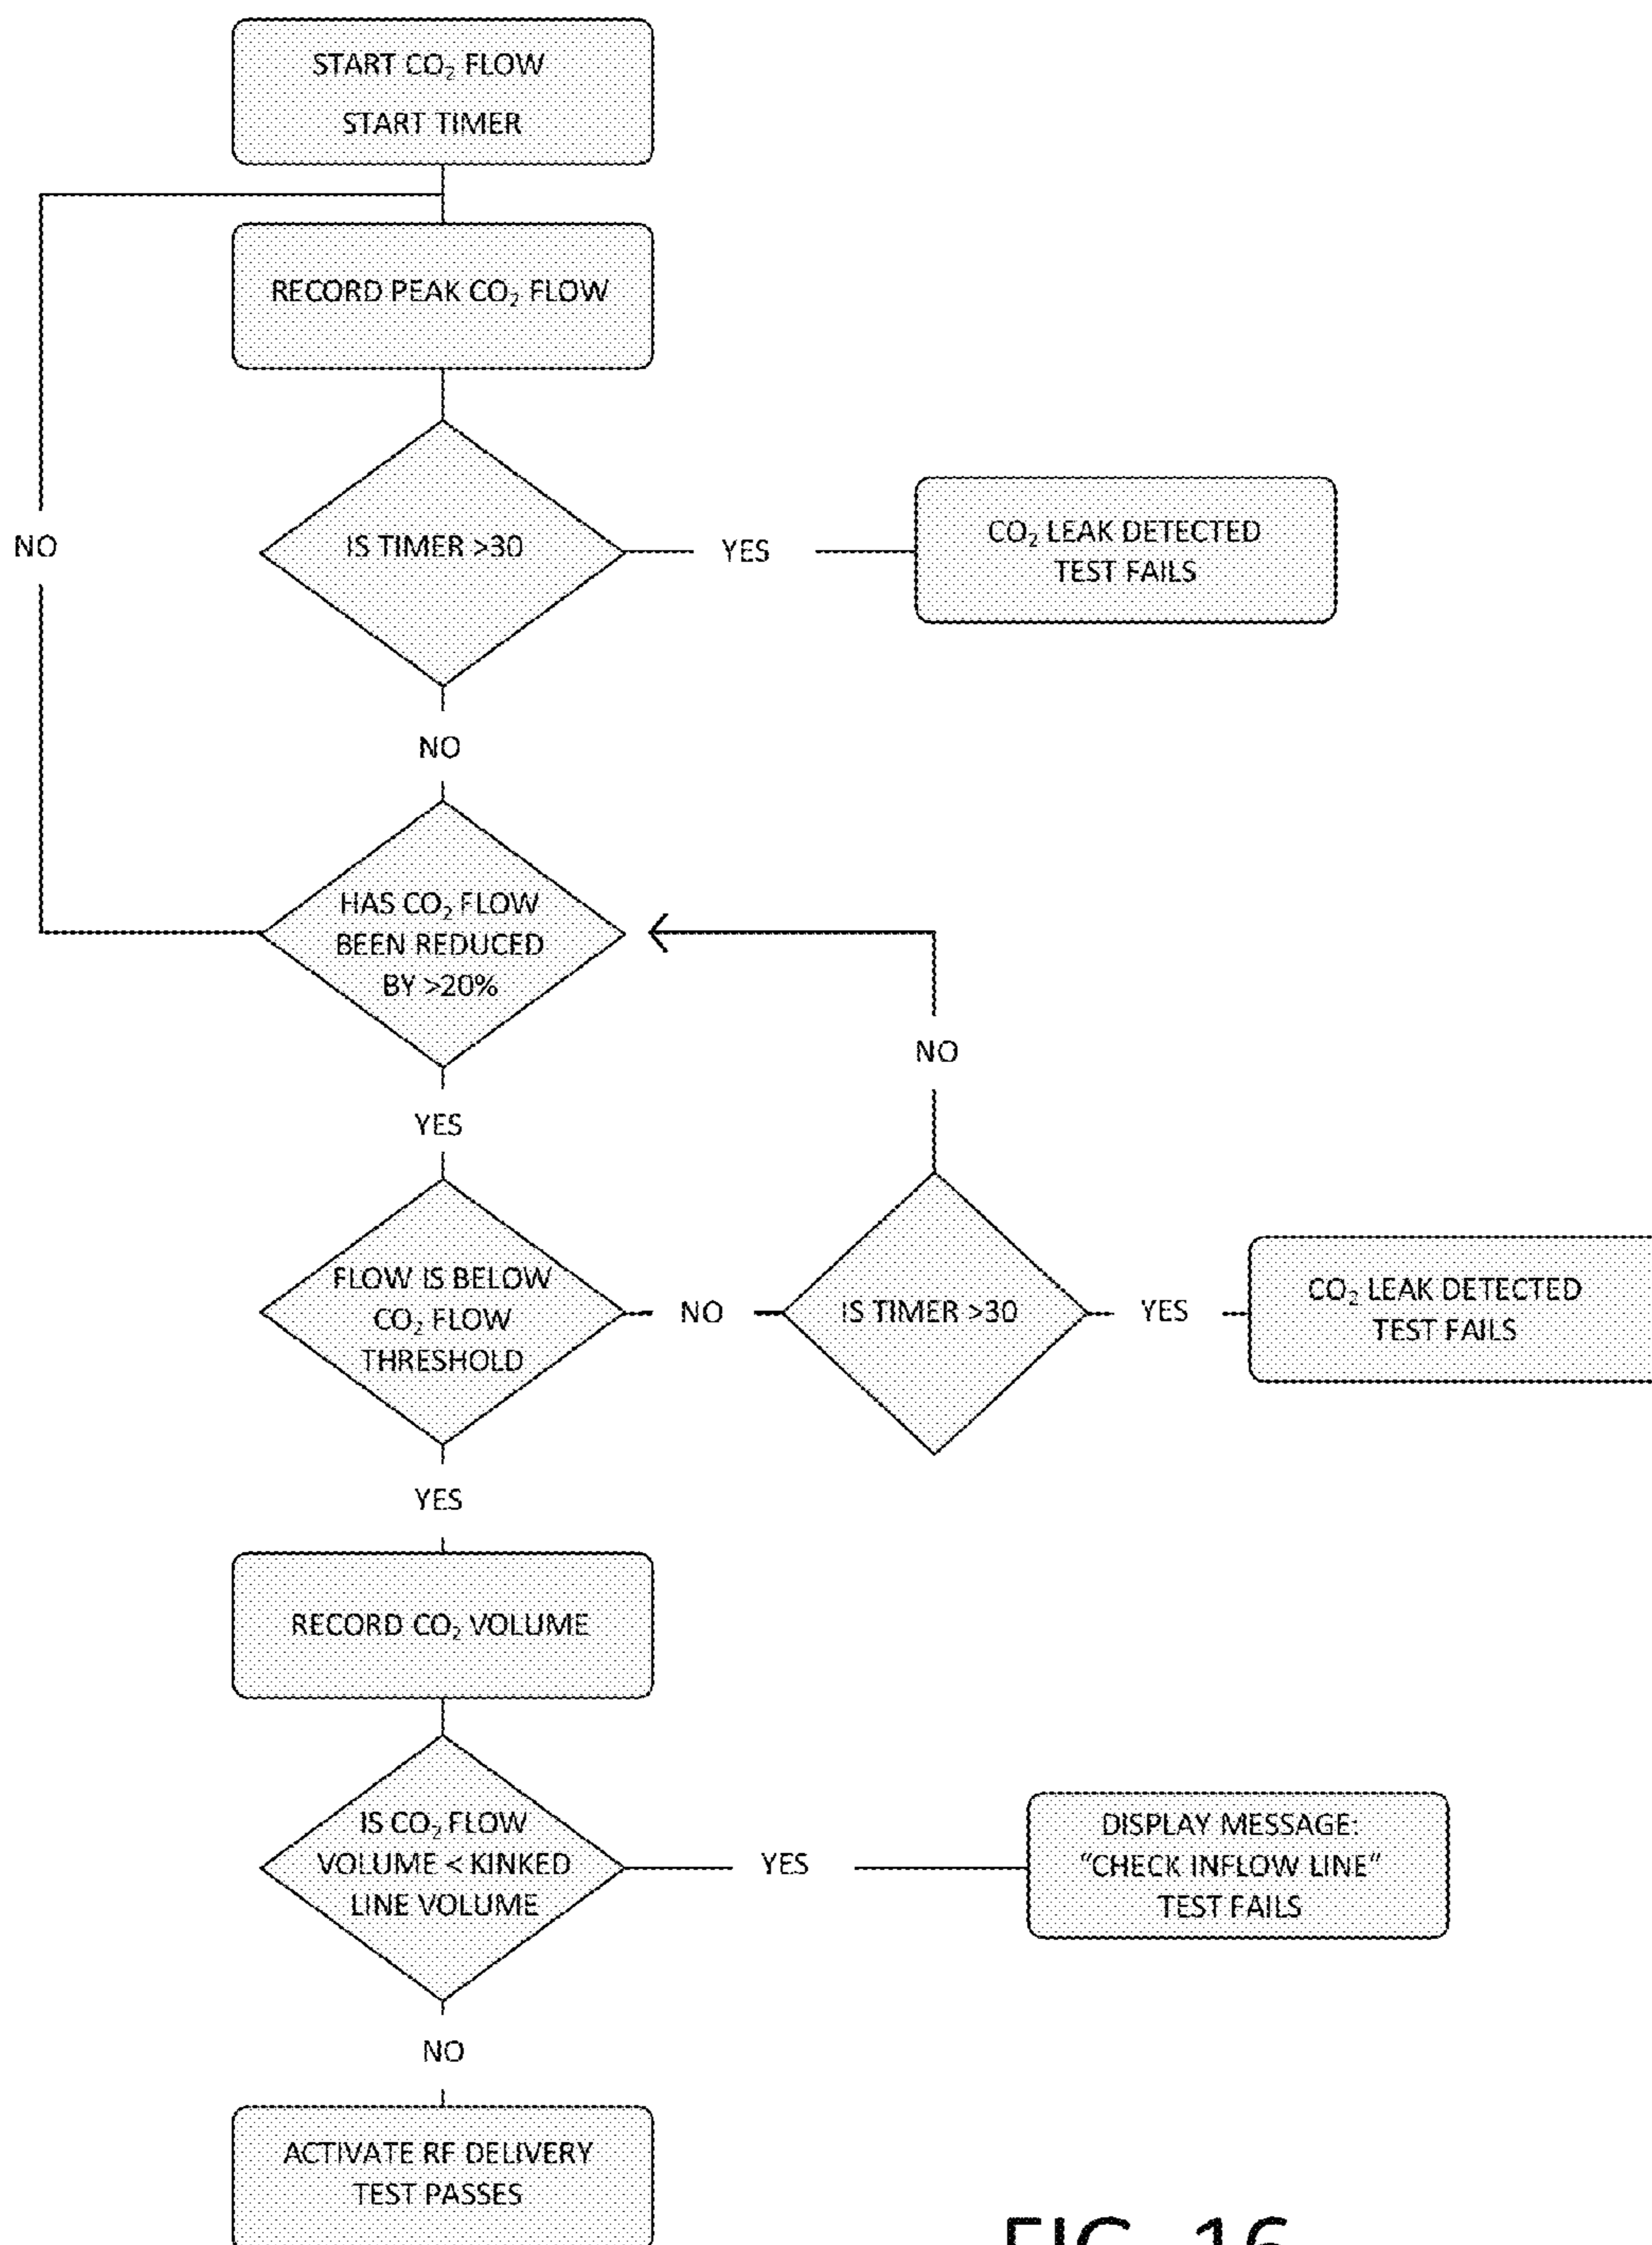 START CO₂ FLOW
START TIMER
RECORD PEAK CO₂ FLOW
IS TIMER >30
YES
CO₂ LEAK DETECTED
TEST FAILS
NO
NO
HAS CO₂ FLOW
BEEN REDUCED
BY >20%
NO
YES
FLOW IS BELOW
CO₂ FLOW
THRESHOLD
NO
IS TIMER >30
YES
CO₂ LEAK DETECTED
TEST FAILS
YES
RECORD CO₂ VOLUME
IS CO₂ FLOW
VOLUME < KINKED
LINE VOLUME
YES
DISPLAY MESSAGE:
“CHECK INFLOW LINE”
TEST FAILS
NO
ACTIVATE RF DELIVERY
TEST PASSES
FIG. 16